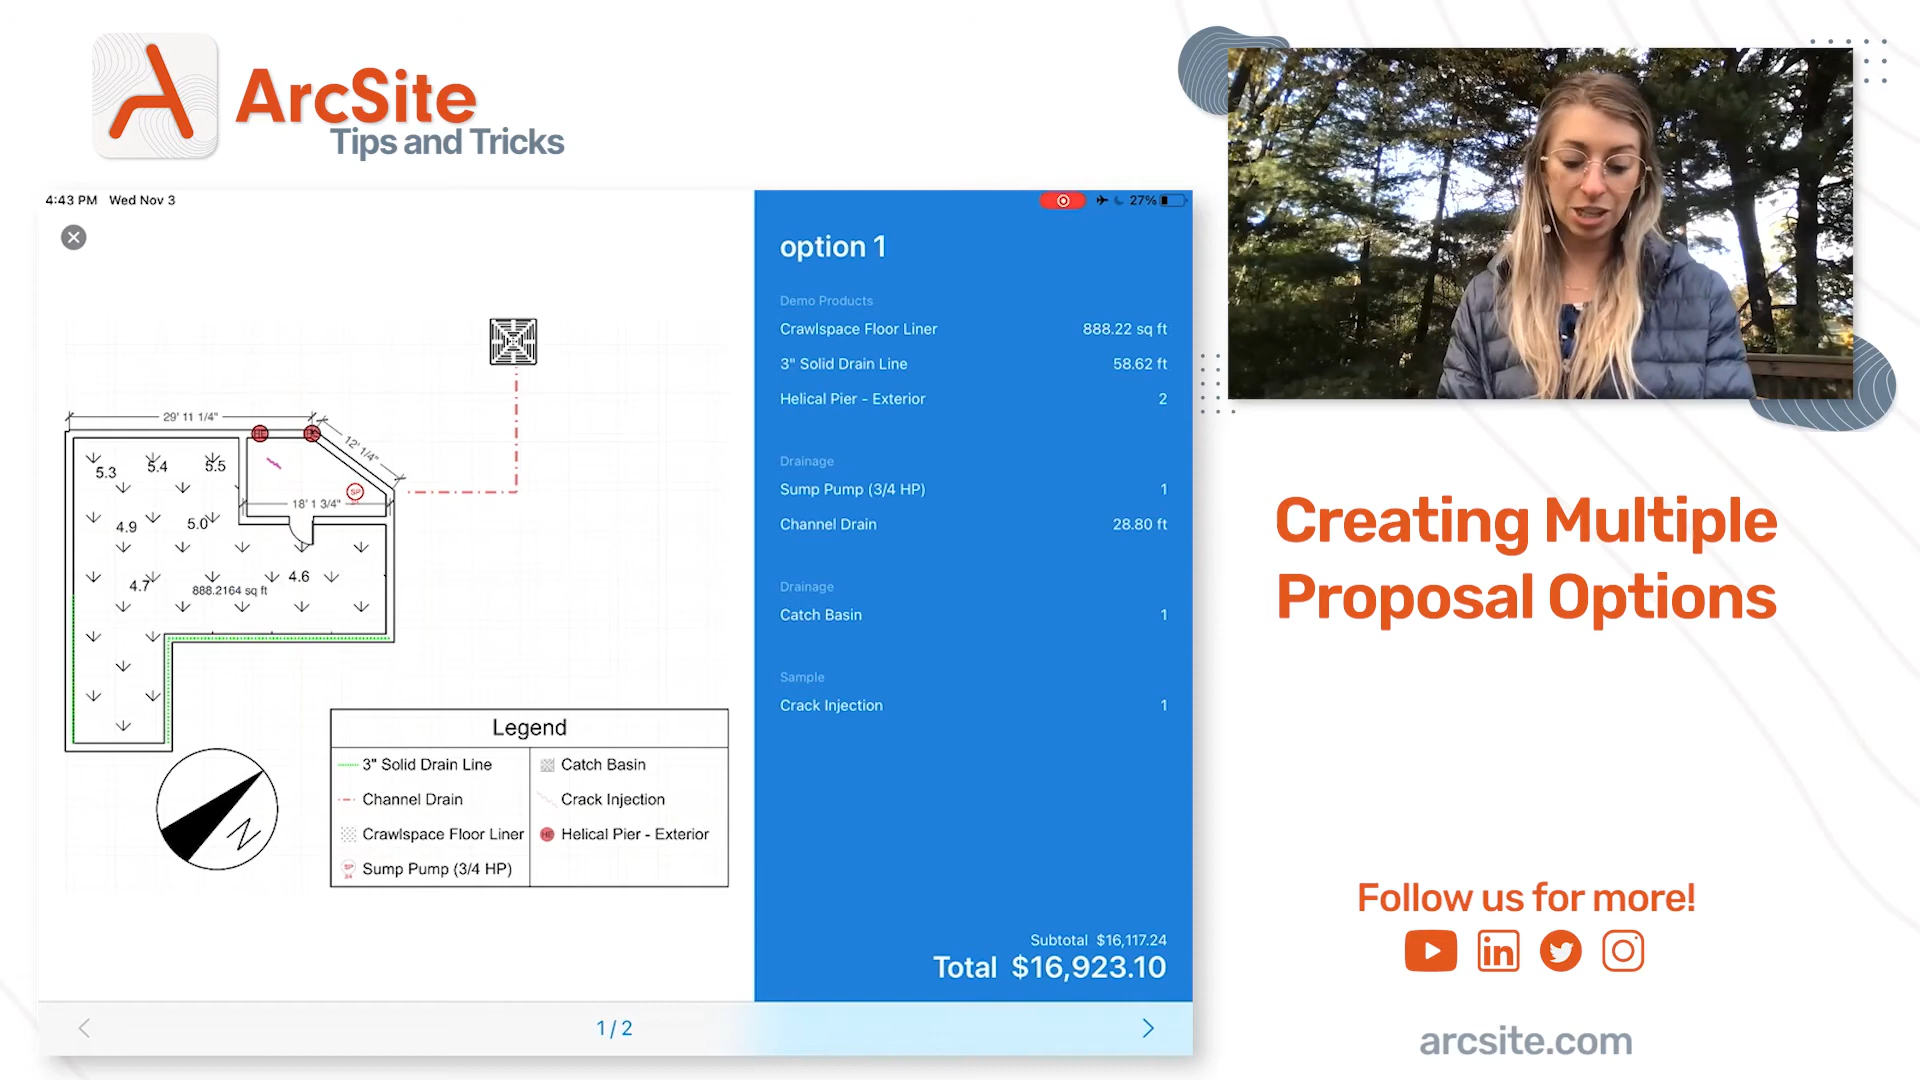 ArcSite
Tips and Tricks
4:43 PM Wed Nov 3
27%
option 1
Demo Products
Crawlspace Floor Liner 888.22 sq ft
3" Solid Drain Line 58.62 ft
Helical Pier - Exterior 2
Drainage
Sump Pump (3/4 HP) 1
Channel Drain 28.80 ft
Drainage
Catch Basin 1
Sample
Crack Injection 1
Subtotal $16,117.24
Total $16,923.10
29' 11 1/4"
12' 1/4"
18' 1 3/4"
HE
SP
5.3 5.4 5.5
4.9 5.0
4.7 4.6
888.2164 sq ft
N
Legend
3" Solid Drain Line
Channel Drain
Crawlspace Floor Liner
Sump Pump (3/4 HP)
Catch Basin
Crack Injection
HE Helical Pier - Exterior
1 / 2
Creating Multiple
Proposal Options
Follow us for more!
in
arcsite.com